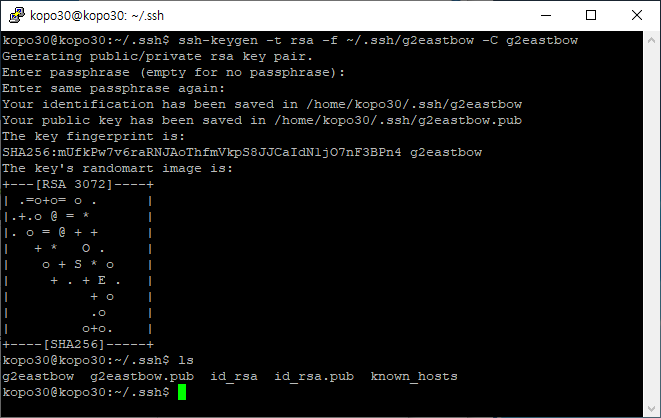 kopo30@kopo30: ~/.ssh
kopo30@kopo30:~/.ssh$ ssh-keygen -t rsa -f ~/.ssh/g2eastbow -C g2eastbow
Generating public/private rsa key pair.
Enter passphrase (empty for no passphrase):
Enter same passphrase again:
Your identification has been saved in /home/kopo30/.ssh/g2eastbow
Your public key has been saved in /home/kopo30/.ssh/g2eastbow.pub
The key fingerprint is:
SHA256:mUfkPw7v6raRNJAoThfmVkpS8JJCaIdN1jO7nF3BPn4 g2eastbow
The key's randomart image is:
+---[RSA 3072]----+
| .=o+o= o .      |
|.+.o @ = *       |
|. o = @ + +      |
|   + *   O .     |
|    o + S * o    |
|     + . + E .   |
|          + o    |
|          .o     |
|         o+o.    |
+----[SHA256]-----+
kopo30@kopo30:~/.ssh$ ls
g2eastbow  g2eastbow.pub  id_rsa  id_rsa.pub  known_hosts
kopo30@kopo30:~/.ssh$